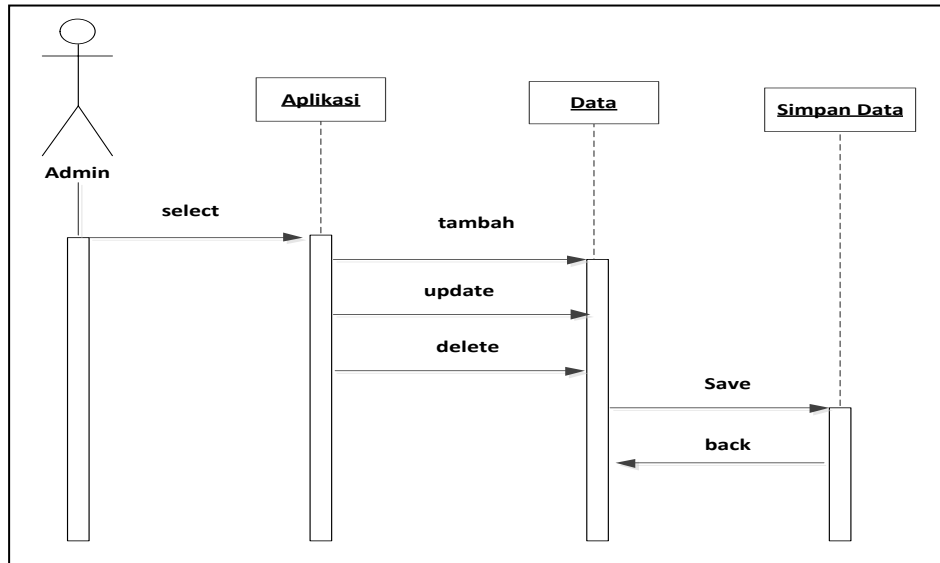 Aplikasi
Data
Simpan Data
Admin
select
tambah
update
delete
Save
back